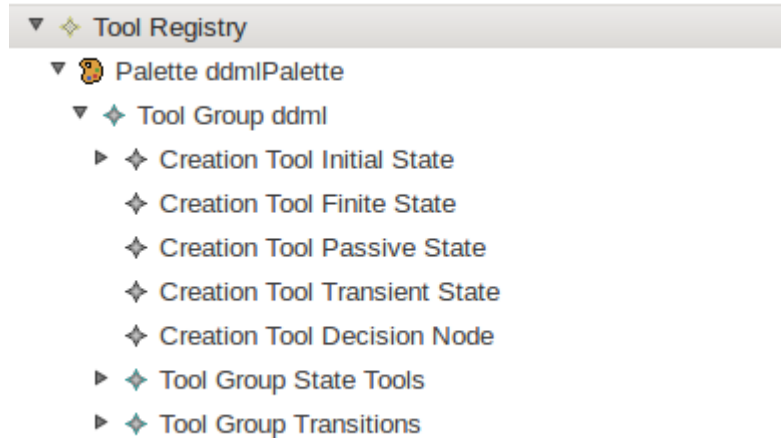 Tool Registry
Palette ddmlPalette
Tool Group ddml
Creation Tool Initial State
Creation Tool Finite State
Creation Tool Passive State
Creation Tool Transient State
Creation Tool Decision Node
Tool Group State Tools
Tool Group Transitions